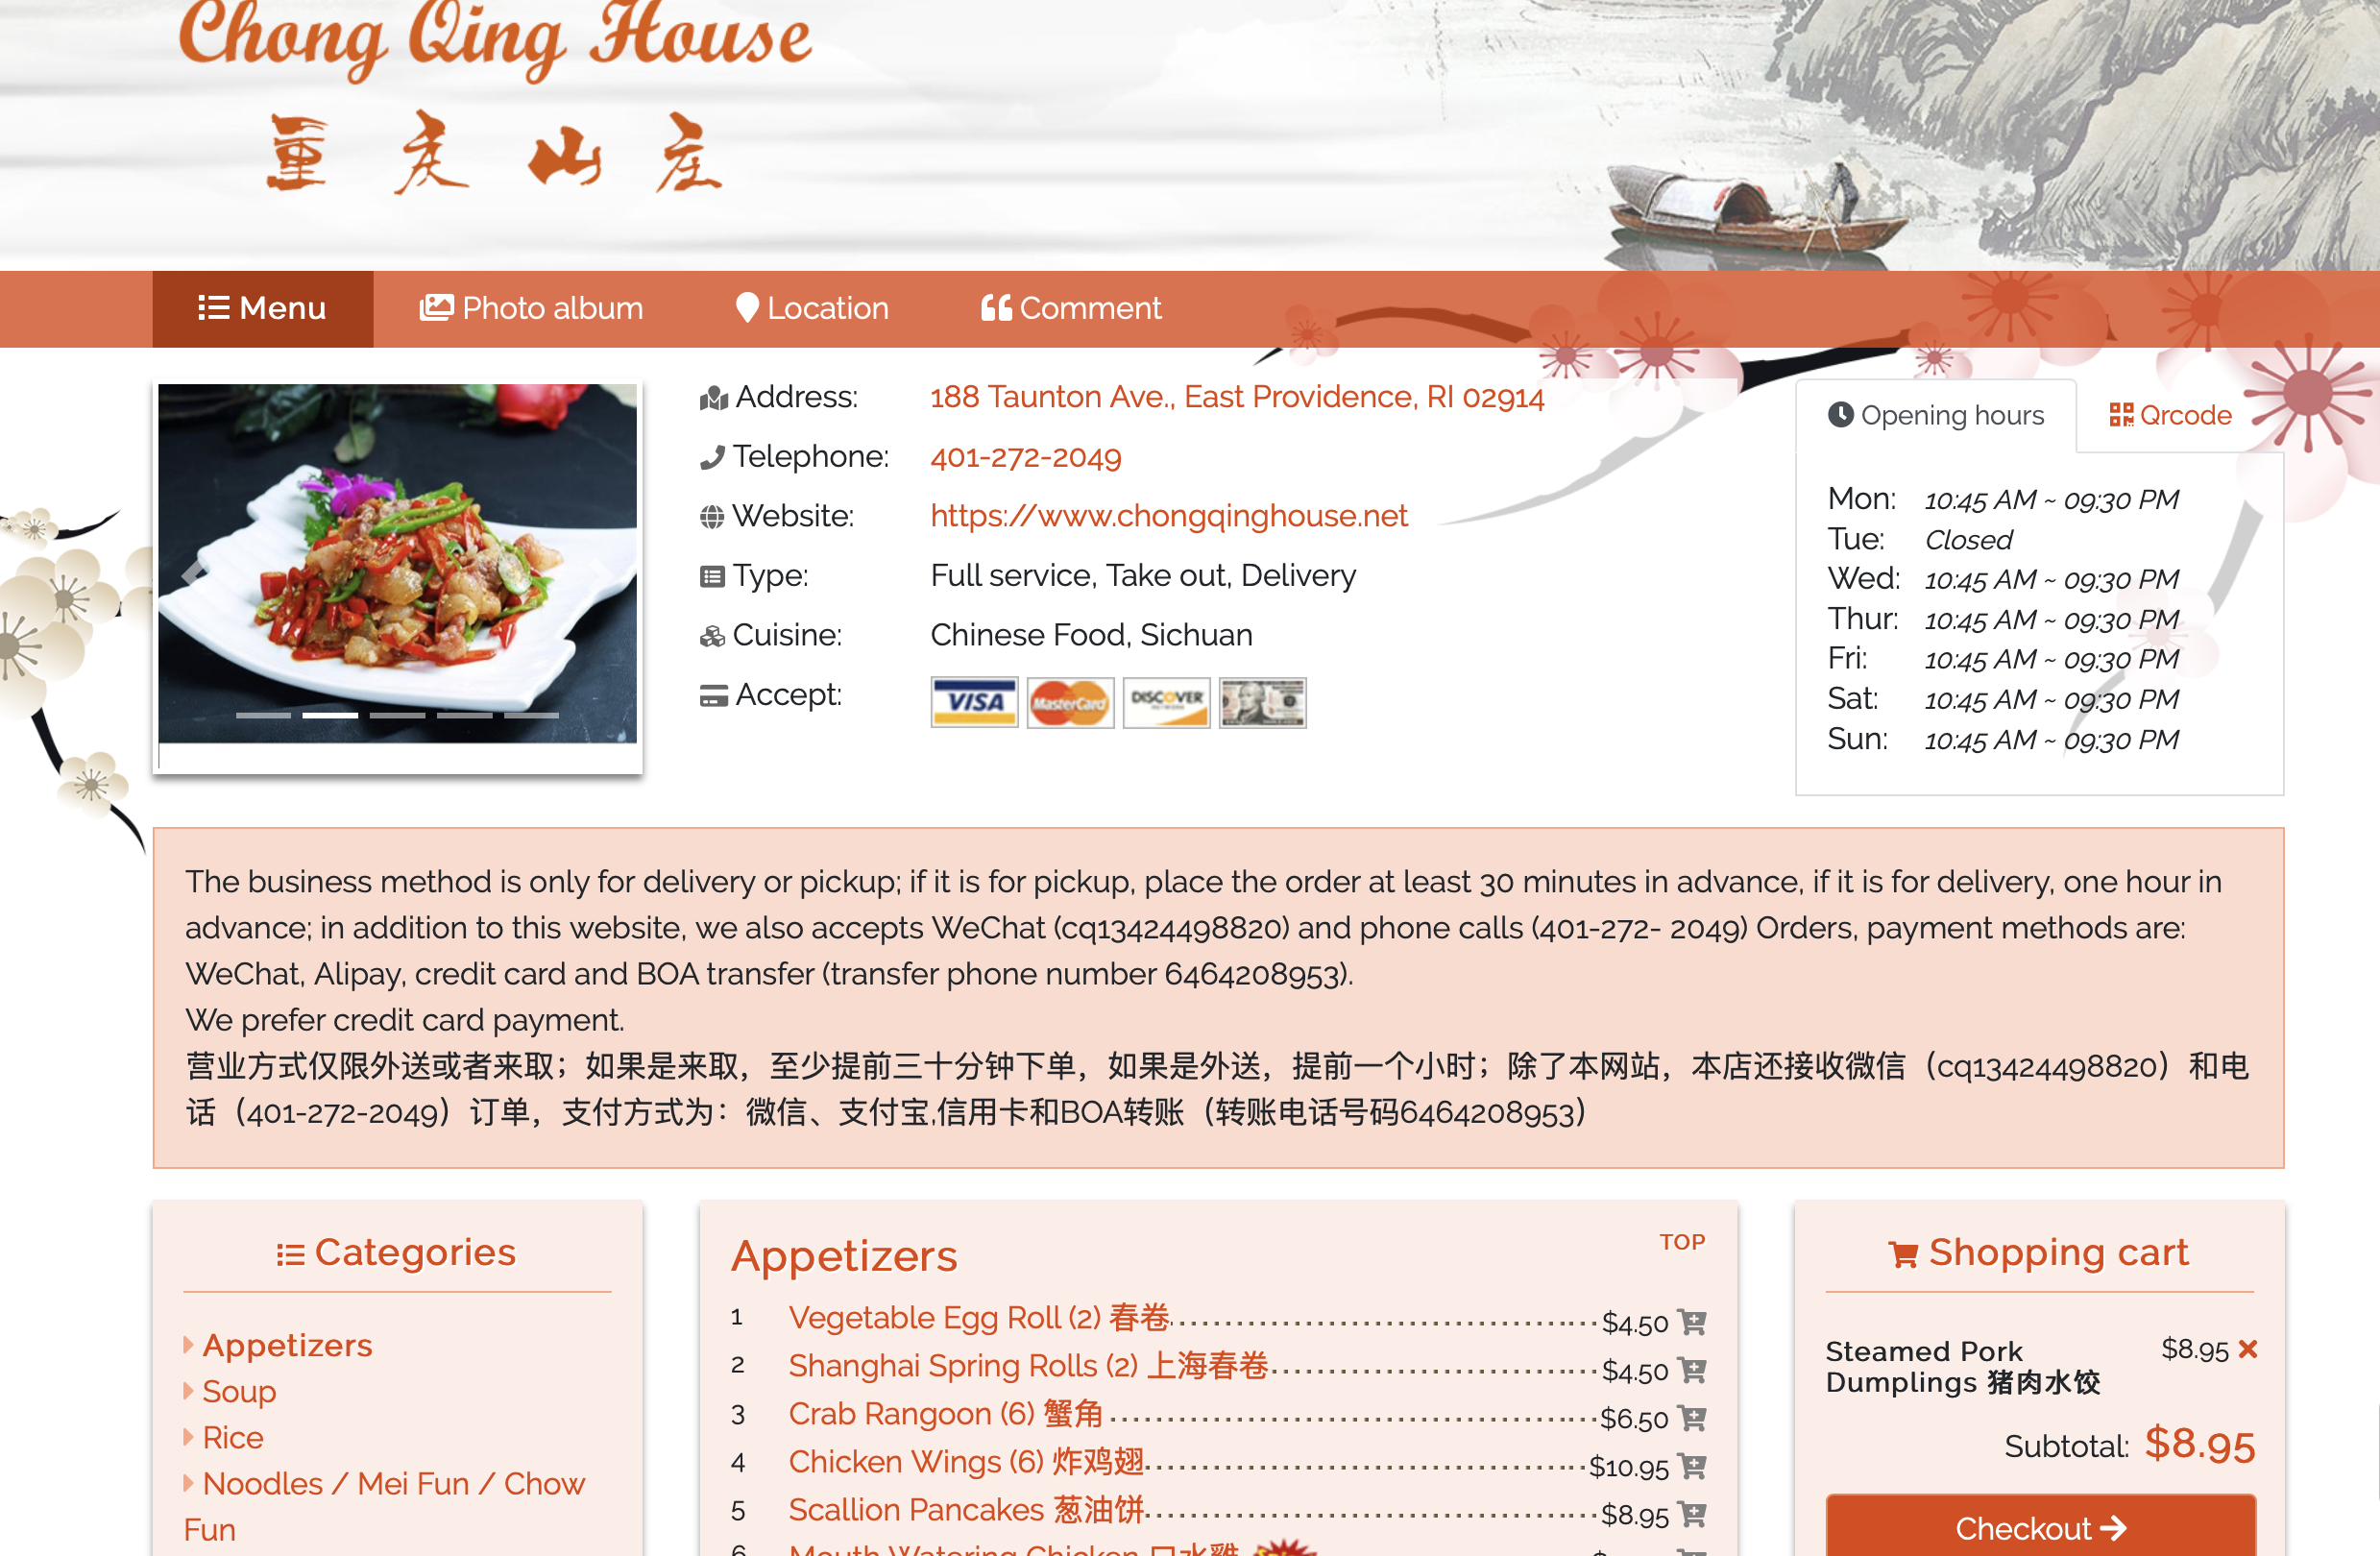 Chong Qing House
重庆山庄
Menu
Photo album
Location
Comment
Address: 188 Taunton Ave., East Providence, RI 02914
Telephone: 401-272-2049
Website: https://www.chongqinghouse.net
Type: Full service, Take out, Delivery
Cuisine: Chinese Food, Sichuan
Accept: VISA MasterCard DISCOVER
Opening hours
Qrcode
Mon: 10:45 AM ~ 09:30 PM
Tue: Closed
Wed: 10:45 AM ~ 09:30 PM
Thur: 10:45 AM ~ 09:30 PM
Fri: 10:45 AM ~ 09:30 PM
Sat: 10:45 AM ~ 09:30 PM
Sun: 10:45 AM ~ 09:30 PM
The business method is only for delivery or pickup; if it is for pickup, place the order at least 30 minutes in advance, if it is for delivery, one hour in
advance; in addition to this website, we also accepts WeChat (cq13424498820) and phone calls (401-272- 2049) Orders, payment methods are:
WeChat, Alipay, credit card and BOA transfer (transfer phone number 6464208953).
We prefer credit card payment.
营业方式仅限外送或者来取；如果是来取，至少提前三十分钟下单，如果是外送，提前一个小时；除了本网站，本店还接收微信（cq13424498820）和电
话（401-272-2049）订单，支付方式为：微信、支付宝,信用卡和BOA转账（转账电话号码6464208953）
Categories
Appetizers
Soup
Rice
Noodles / Mei Fun / Chow
Fun
Appetizers
TOP
1 Vegetable Egg Roll (2) 春卷 $4.50
2 Shanghai Spring Rolls (2) 上海春卷 $4.50
3 Crab Rangoon (6) 蟹角 $6.50
4 Chicken Wings (6) 炸鸡翅 $10.95
5 Scallion Pancakes 葱油饼 $8.95
6 Mouth Watering Chicken 口水雞
Shopping cart
Steamed Pork $8.95
Dumplings 猪肉水饺
Subtotal: $8.95
Checkout